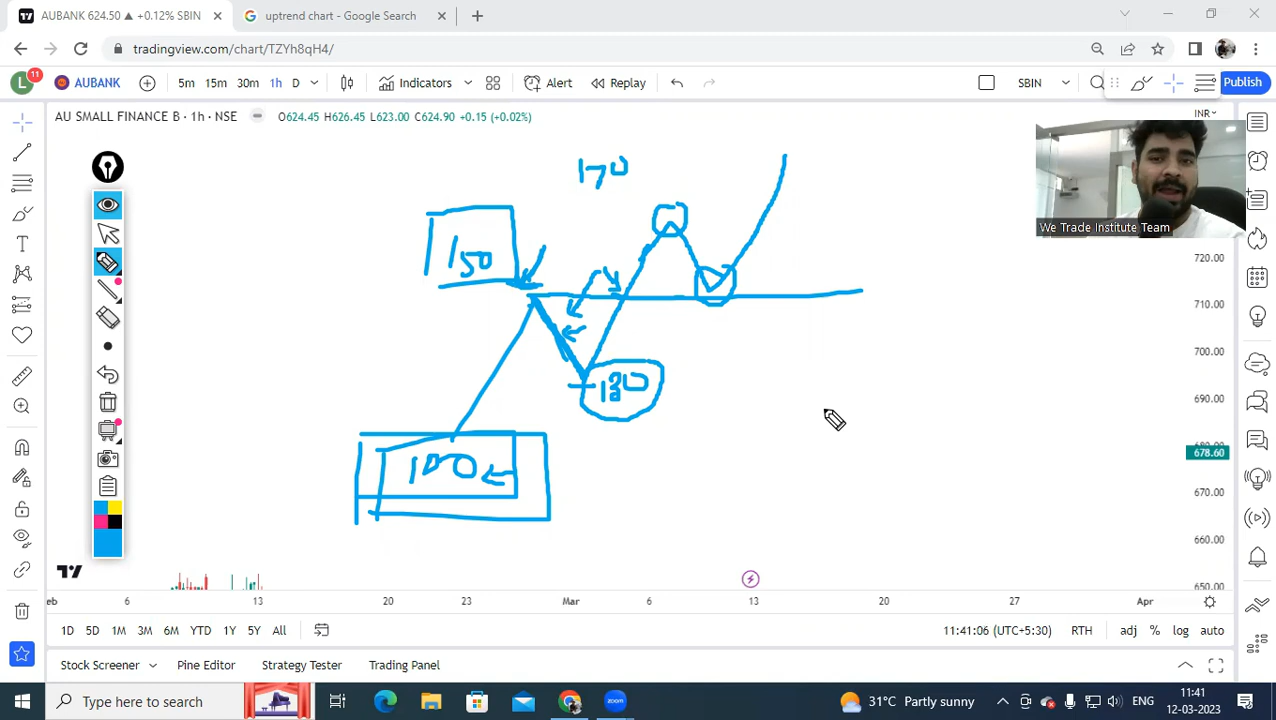 AUBANK 624.50 ▲ +0.12% SBIN
uptrend chart - Google Search
tradingview.com/chart/TZYh8qH4/
L 11
AUBANK
5m 15m 30m 1h D
Indicators
Alert
Replay
SBIN
Publish
AU SMALL FINANCE B · 1h · NSE
O624.45 H626.45 L623.00 C624.90 +0.15 (+0.02%)
INR
170
We Trade Institute Team
150
720.00
710.00
700.00
130
690.00
680.00
678.60
100
670.00
660.00
650.00
eb 6 13 20 23 Mar 6 13 20 27 Apr
1D 5D 1M 3M 6M YTD 1Y 5Y All
11:41:06 (UTC+5:30) RTH adj % log auto
Stock Screener Pine Editor Strategy Tester Trading Panel
Type here to search
zoom
31°C Partly sunny
ENG
11:41
12-03-2023